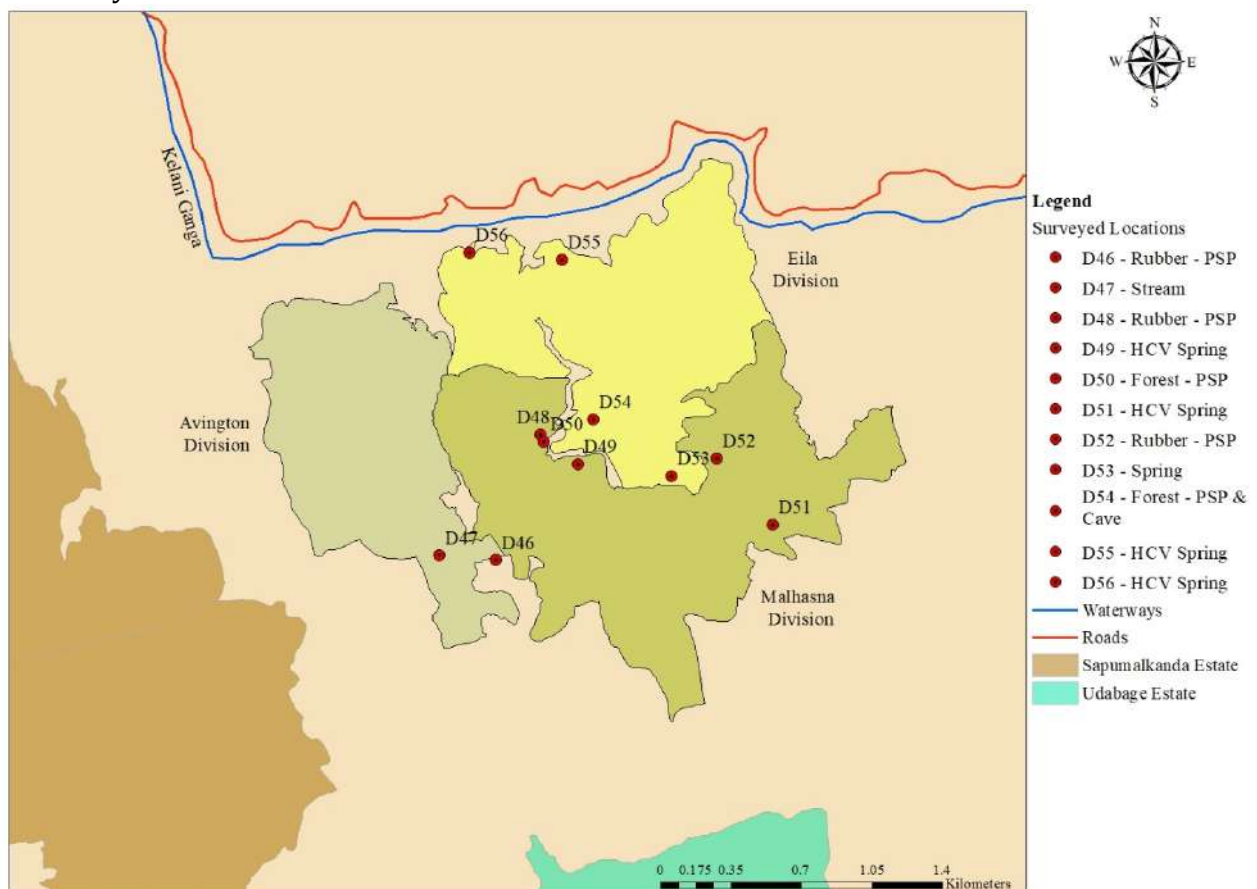 N
W E
S
Kelani Ganga
D56
D55
Eila
Division
Avington
Division
D48
D50
D54
D49
D53
D52
D51
D47
D46
Malhasna
Division
0 0.175 0.35 0.7 1.05 1.4
Kilometers
Legend
Surveyed Locations
D46 - Rubber - PSP
D47 - Stream
D48 - Rubber - PSP
D49 - HCV Spring
D50 - Forest - PSP
D51 - HCV Spring
D52 - Rubber - PSP
D53 - Spring
D54 - Forest - PSP &
Cave
D55 - HCV Spring
D56 - HCV Spring
Waterways
Roads
Sapumalkanda Estate
Udabage Estate